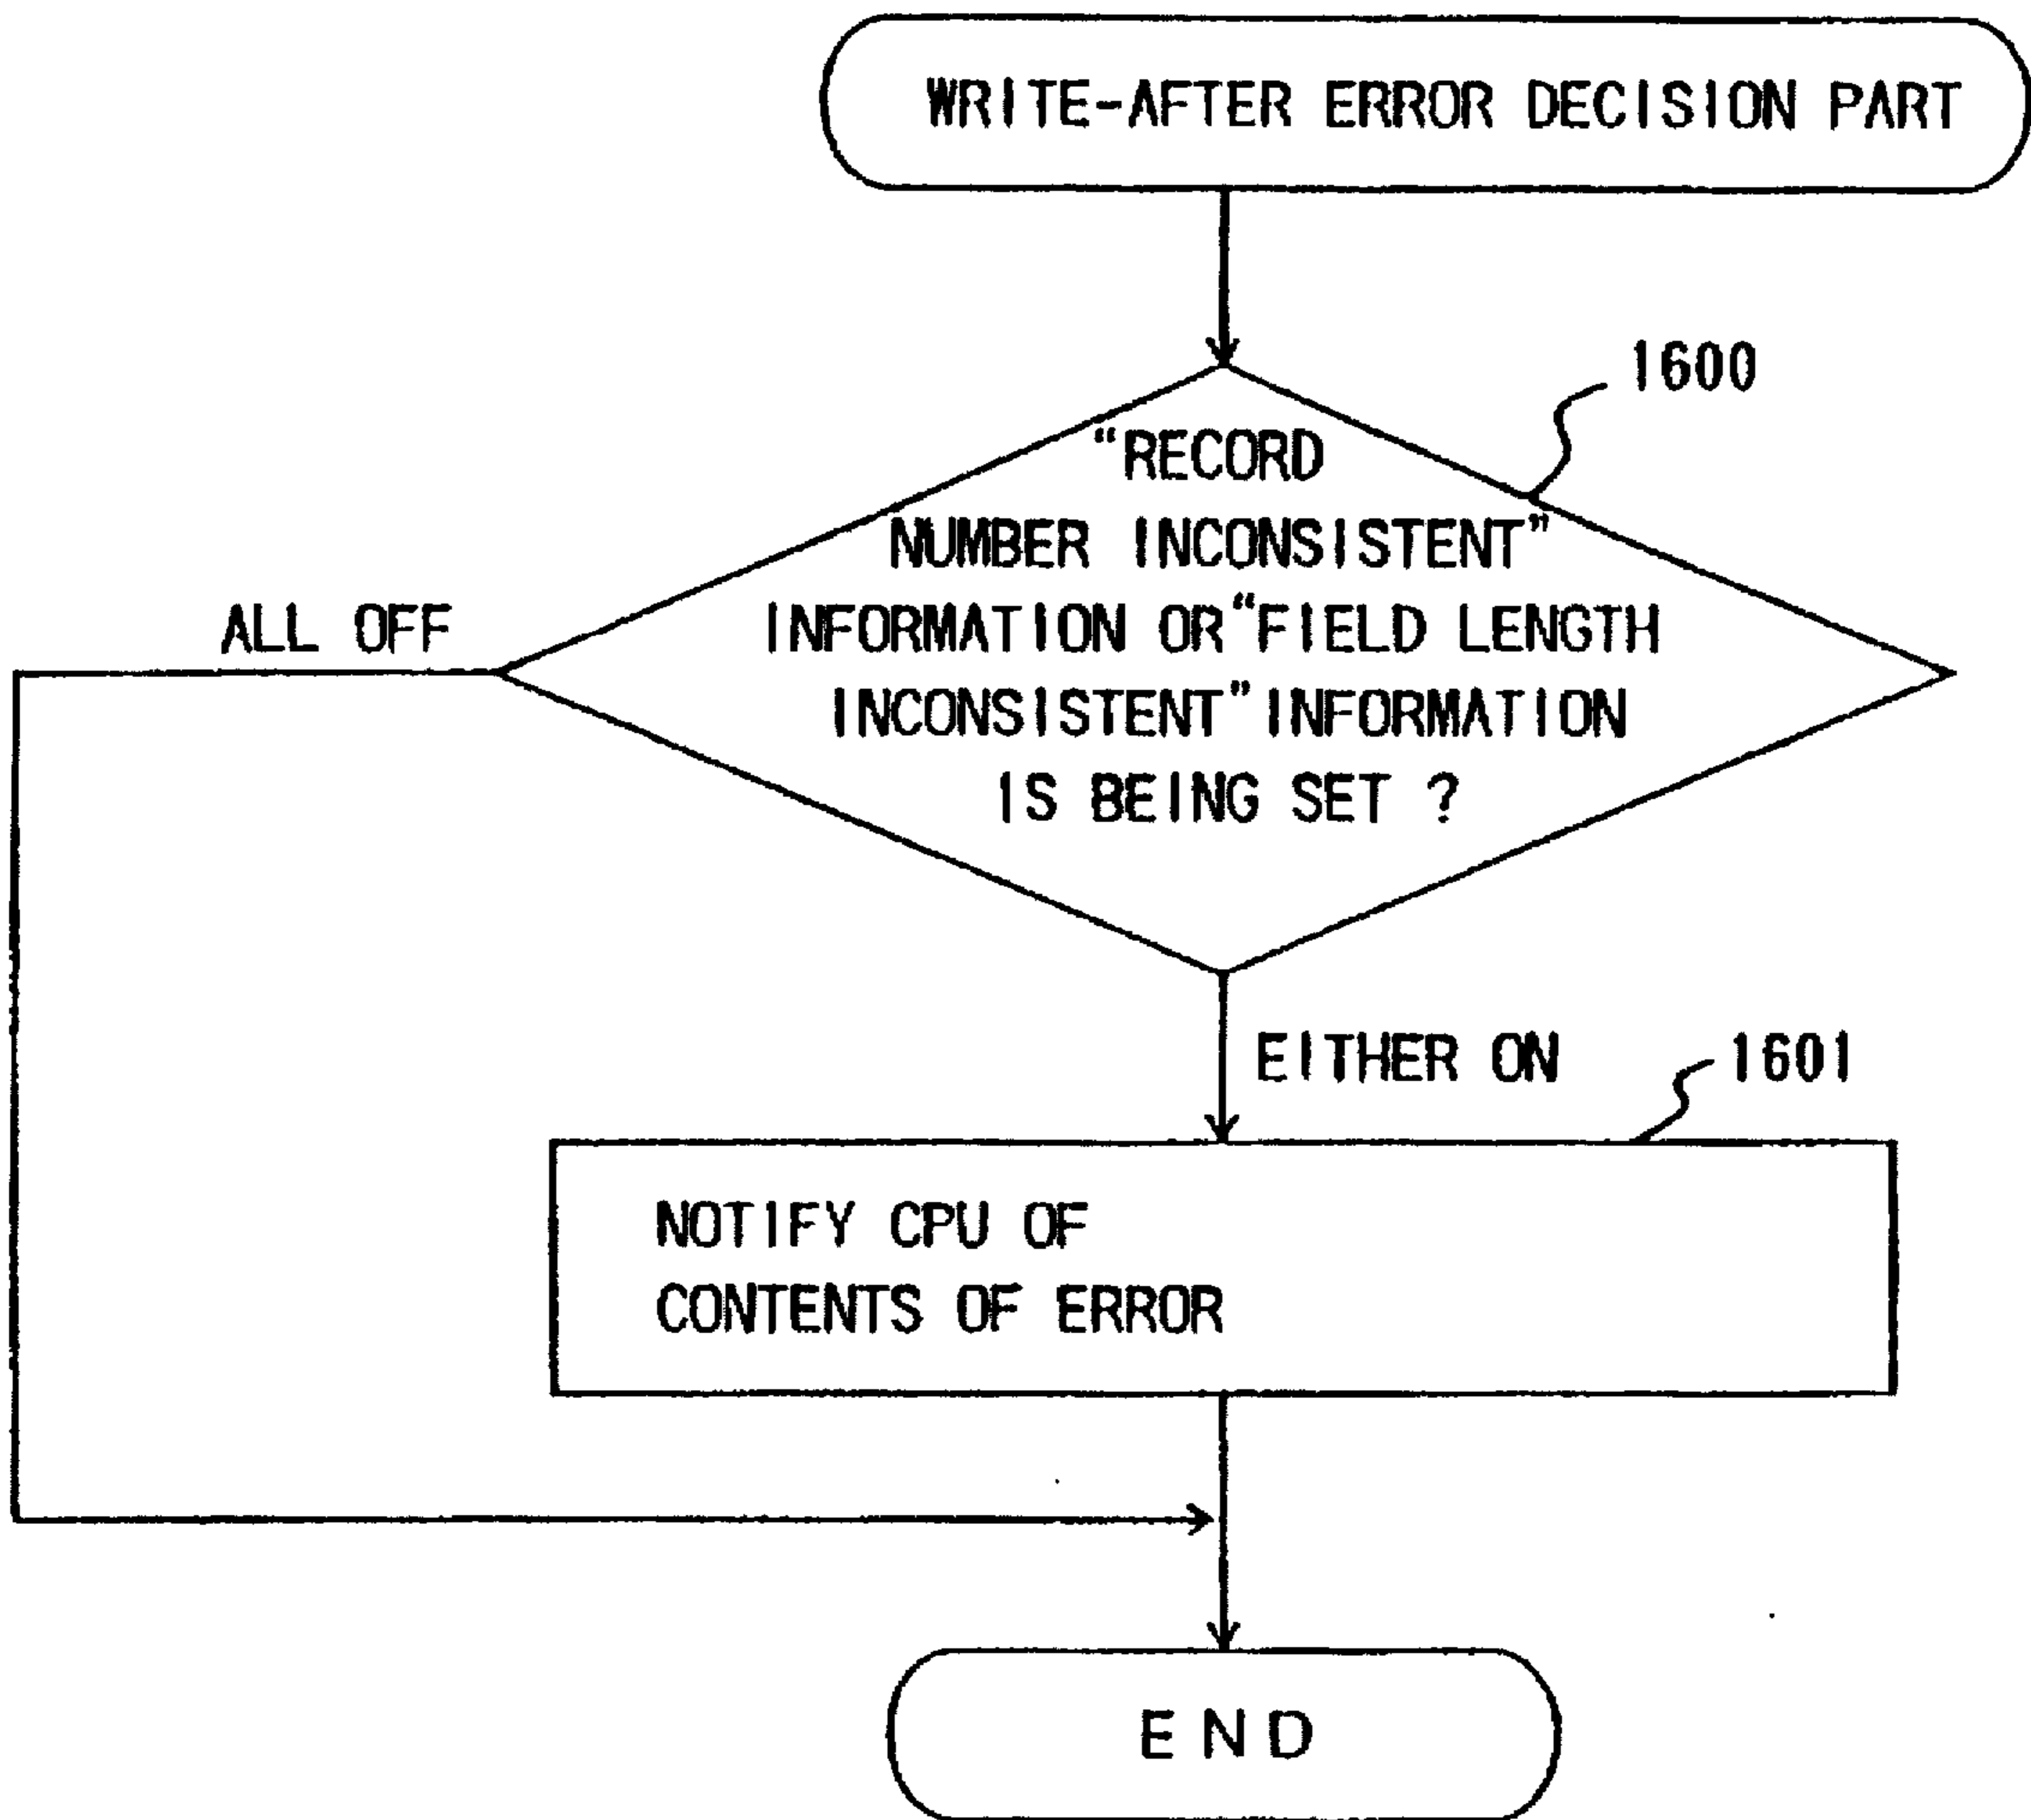 WRITE-AFTER ERROR DECISION PART
1600
“RECORD
NUMBER INCONSISTENT”
INFORMATION OR “FIELD LENGTH
INCONSISTENT” INFORMATION
IS BEING SET ?
ALL OFF
EITHER ON
1601
NOTIFY CPU OF
CONTENTS OF ERROR
END